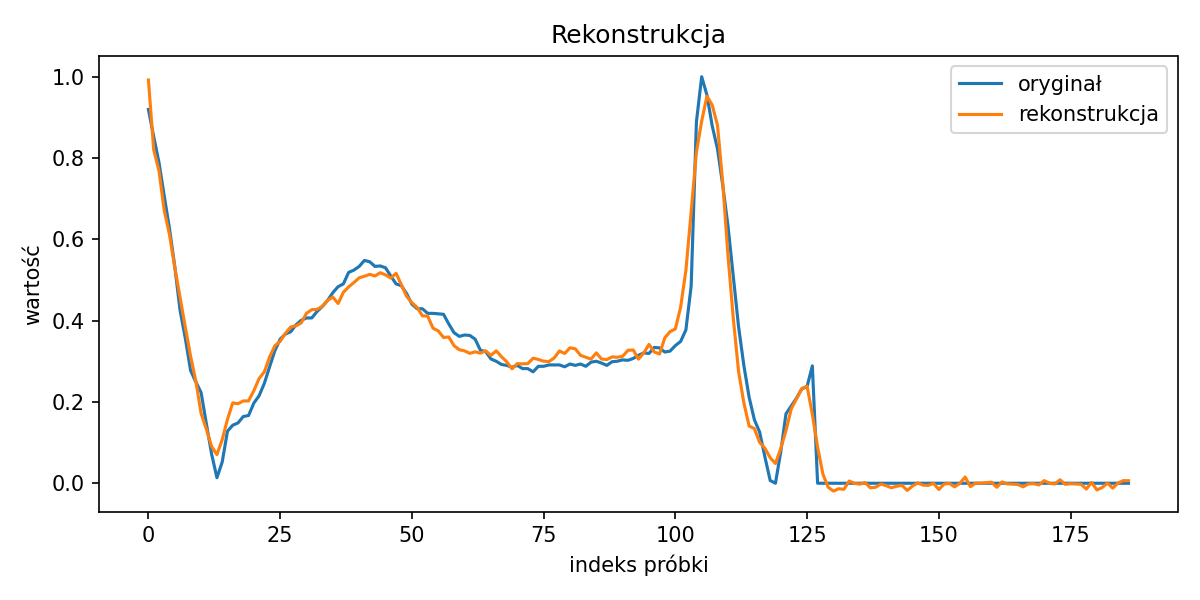 Rekonstrukcja
oryginał
rekonstrukcja
wartość
1.0
0.8
0.6
0.4
0.2
0.0
0 25 50 75 100 125 150 175
indeks próbki